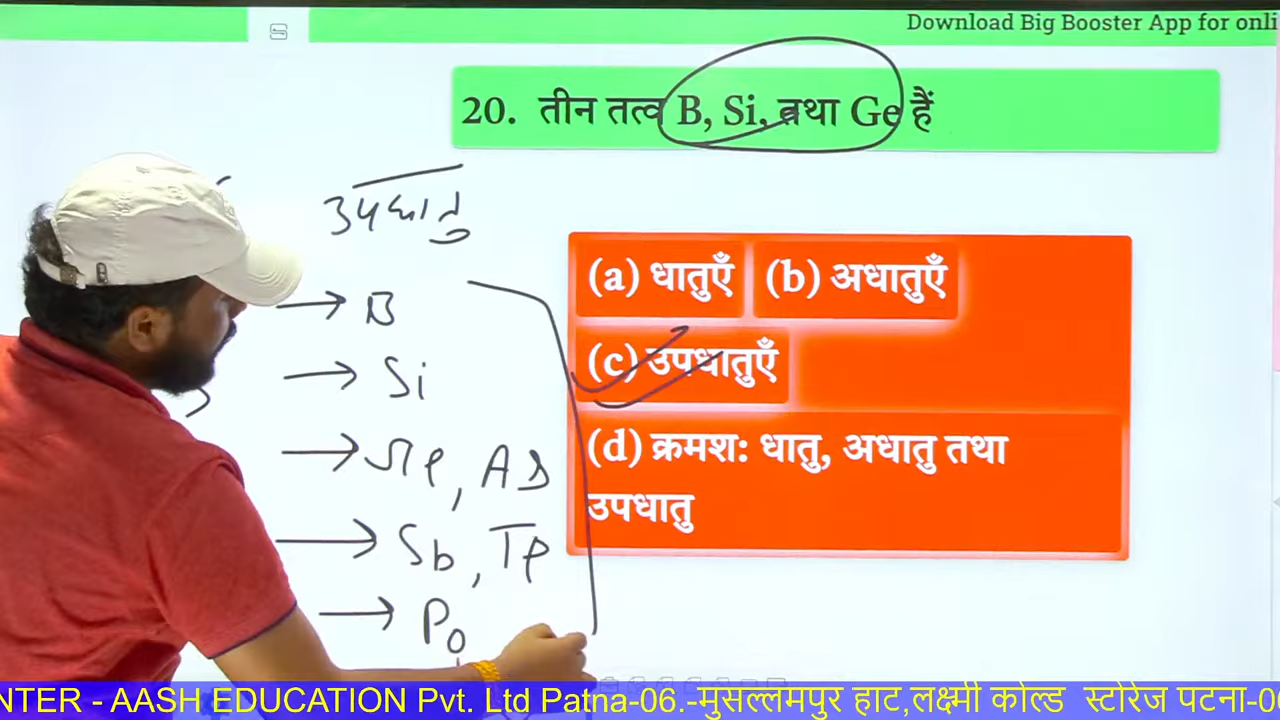 Download Big Booster App for onli
20. तीन तत्व B, Si, तथा Ge हैं
उपधातु
→ B
→ Si
→ Ge, As
→ Sb, Te
→ Po
(a) धातुएँ (b) अधातुएँ
(c) उपधातुएँ
(d) क्रमश: धातु, अधातु तथा
उपधातु
NTER - AASH EDUCATION Pvt. Ltd Patna-06.-मुसल्लमपुर हाट,लक्ष्मी कोल्ड स्टोरेज पटना-0